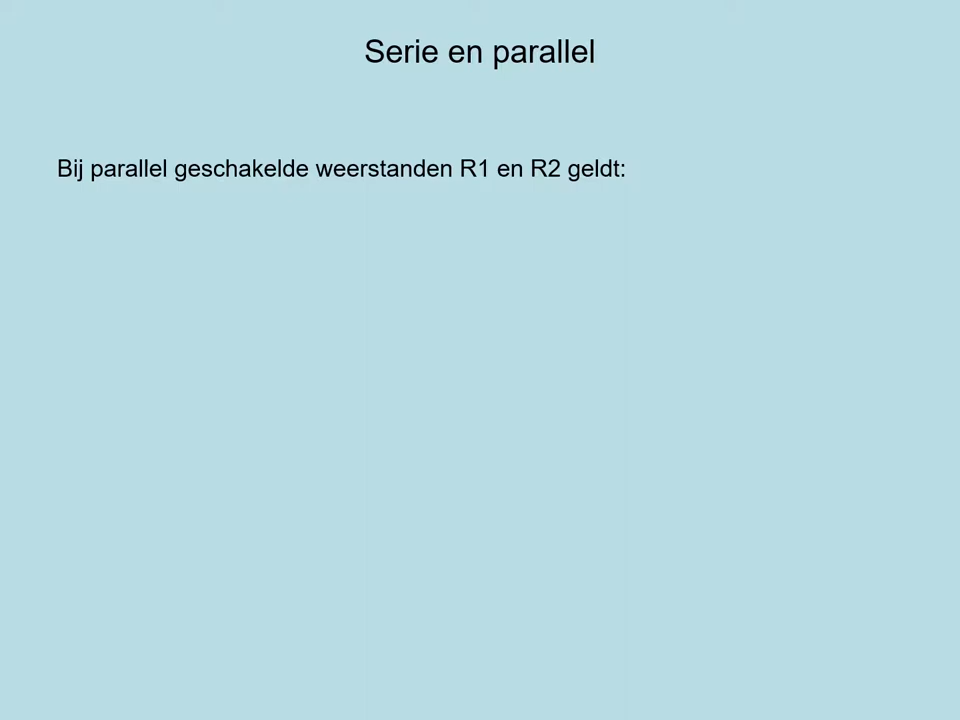 Serie en parallel
Bij parallel geschakelde weerstanden R1 en R2 geldt: